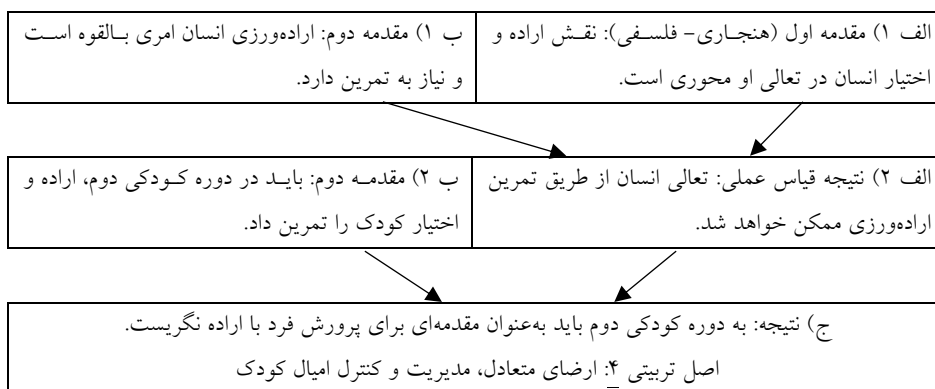 الف ۱) مقدمه اول (هنجاری- فلسفی): نقش اراده و
اختیار انسان در تعالی او محوری است.
ب ۱) مقدمه دوم: اراده‌ورزی انسان امری بالقوه است
و نیاز به تمرین دارد.
الف ۲) نتیجه قیاس عملی: تعالی انسان از طریق تمرین
اراده‌ورزی ممکن خواهد شد.
ب ۲) مقدمه دوم: باید در دوره کودکی دوم، اراده و
اختیار کودک را تمرین داد.
ج) نتیجه: به دوره کودکی دوم باید به‌عنوان مقدمه‌ای برای پرورش فرد با اراده نگریست.
اصل تربیتی ۴: ارضای متعادل، مدیریت و کنترل امیال کودک